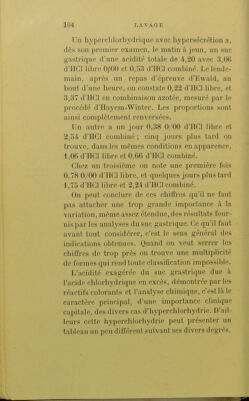 104 LAVAGE
Un hyperchlorhydrique avec hypersécrétion a,
dès son premier examen, le matin à jeun, un suc
gastrique d'une acidité totale de 4,20 avec 3,06
d'HCl libre 0/00 et 0,53 d'HCl combiné. Le lende-
main, après un repas d'épreuve d'Ewald, au
bout d'une heure, on constate 0,22 d'HCl libre, et
3,37 d'HCl en combinaison azotée, mesuré par le
procédé d'Hayem-Winter. Les proportions sont
ainsi complètement renversées.
Un autre a un jour 0,38 0/00 d'HCl libre et
2,54 d'HCl combiné; cinq jours plus tard on
trouve, dans les mêmes conditions en apparence,
1,06 d'HCl libre et 0,66 d'HCl combiné.
Chez un troisième on note une première fois
0,78 0/00 d'HCl libre, et quelques jours plus tard
1,75 d'HCl libre et 2,24 d'HCl combiné.
On peut conclure de ces chiffres qu'il ne faut
pas attacher une trop grande importance à la
variation, même assez étendue, des résultats four-
nis par les analyses du suc gastrique. Ce qu'il faut
avant tout considérer, c'est le sens général des
indications obtenues. Quand on veut serrer les
chiffres de trop près on trouve une multiplicité
de formes qui rend toute classification impossible.
L'acidité exagérée du suc gastrique due à
l'acide chlorhydrique en excès, démontrée par les
réactifs colorants et l'analyse chimique, c'est là le
caractère principal, d'une importance clinique
capitale, des divers cas d'hyperchlorhydrie. D'ail-
leurs cette hyperchlorhydrie peut présenter un
tableau un peu différent suivant ses divers degrés.